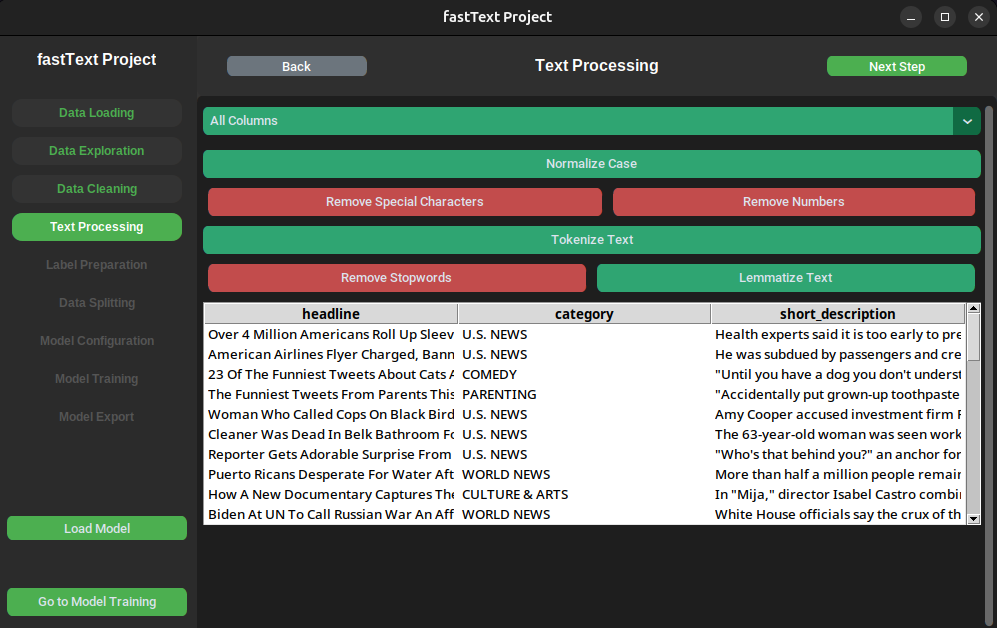 fastText Project
fastText Project
Back
Text Processing
Next Step
Data Loading
Data Exploration
Data Cleaning
Text Processing
Label Preparation
Data Splitting
Model Configuration
Model Training
Model Export
Load Model
Go to Model Training
All Columns
Normalize Case
Remove Special Characters Remove Numbers
Tokenize Text
Remove Stopwords Lemmatize Text
headline category short_description
Over 4 Million Americans Roll Up Sleev U.S. NEWS Health experts said it is too early to pre
American Airlines Flyer Charged, Bann U.S. NEWS He was subdued by passengers and cre
23 Of The Funniest Tweets About Cats A COMEDY "Until you have a dog you don't underst
The Funniest Tweets From Parents This PARENTING "Accidentally put grown-up toothpaste
Woman Who Called Cops On Black Bird U.S. NEWS Amy Cooper accused investment firm F
Cleaner Was Dead In Belk Bathroom Fo U.S. NEWS The 63-year-old woman was seen work
Reporter Gets Adorable Surprise From U.S. NEWS "Who's that behind you?" an anchor for
Puerto Ricans Desperate For Water Aft WORLD NEWS More than half a million people remain
How A New Documentary Captures The CULTURE & ARTS In "Mija," director Isabel Castro combi
Biden At UN To Call Russian War An Aff WORLD NEWS White House officials say the crux of th